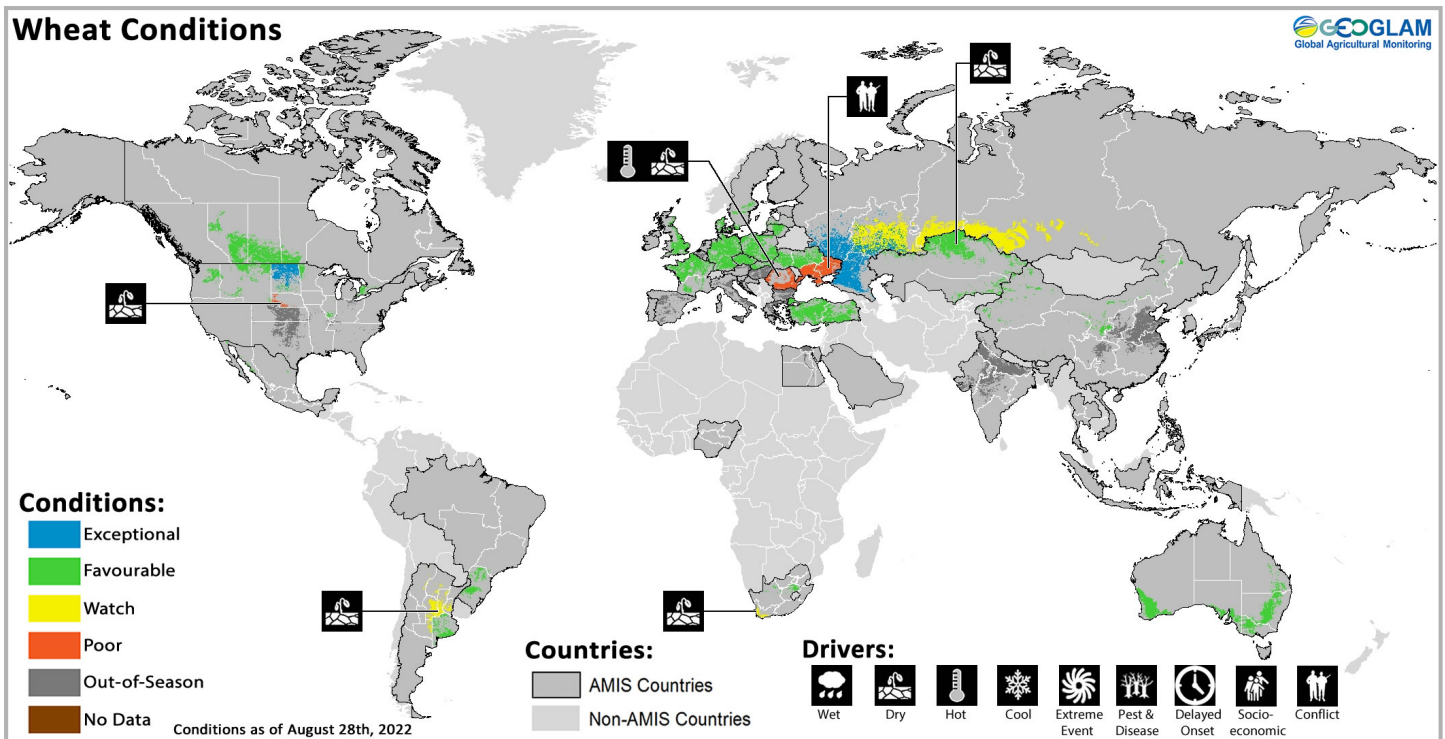 Wheat Conditions
GEOGLAM
Global Agricultural Monitoring
Conditions:
Exceptional
Favourable
Watch
Poor
Out-of-Season
No Data
Conditions as of August 28th, 2022
Countries:
AMIS Countries
Non-AMIS Countries
Drivers:
Wet
Dry
Hot
Cool
Extreme
Event
Pest &
Disease
Delayed
Onset
Socio-
economic
Conflict